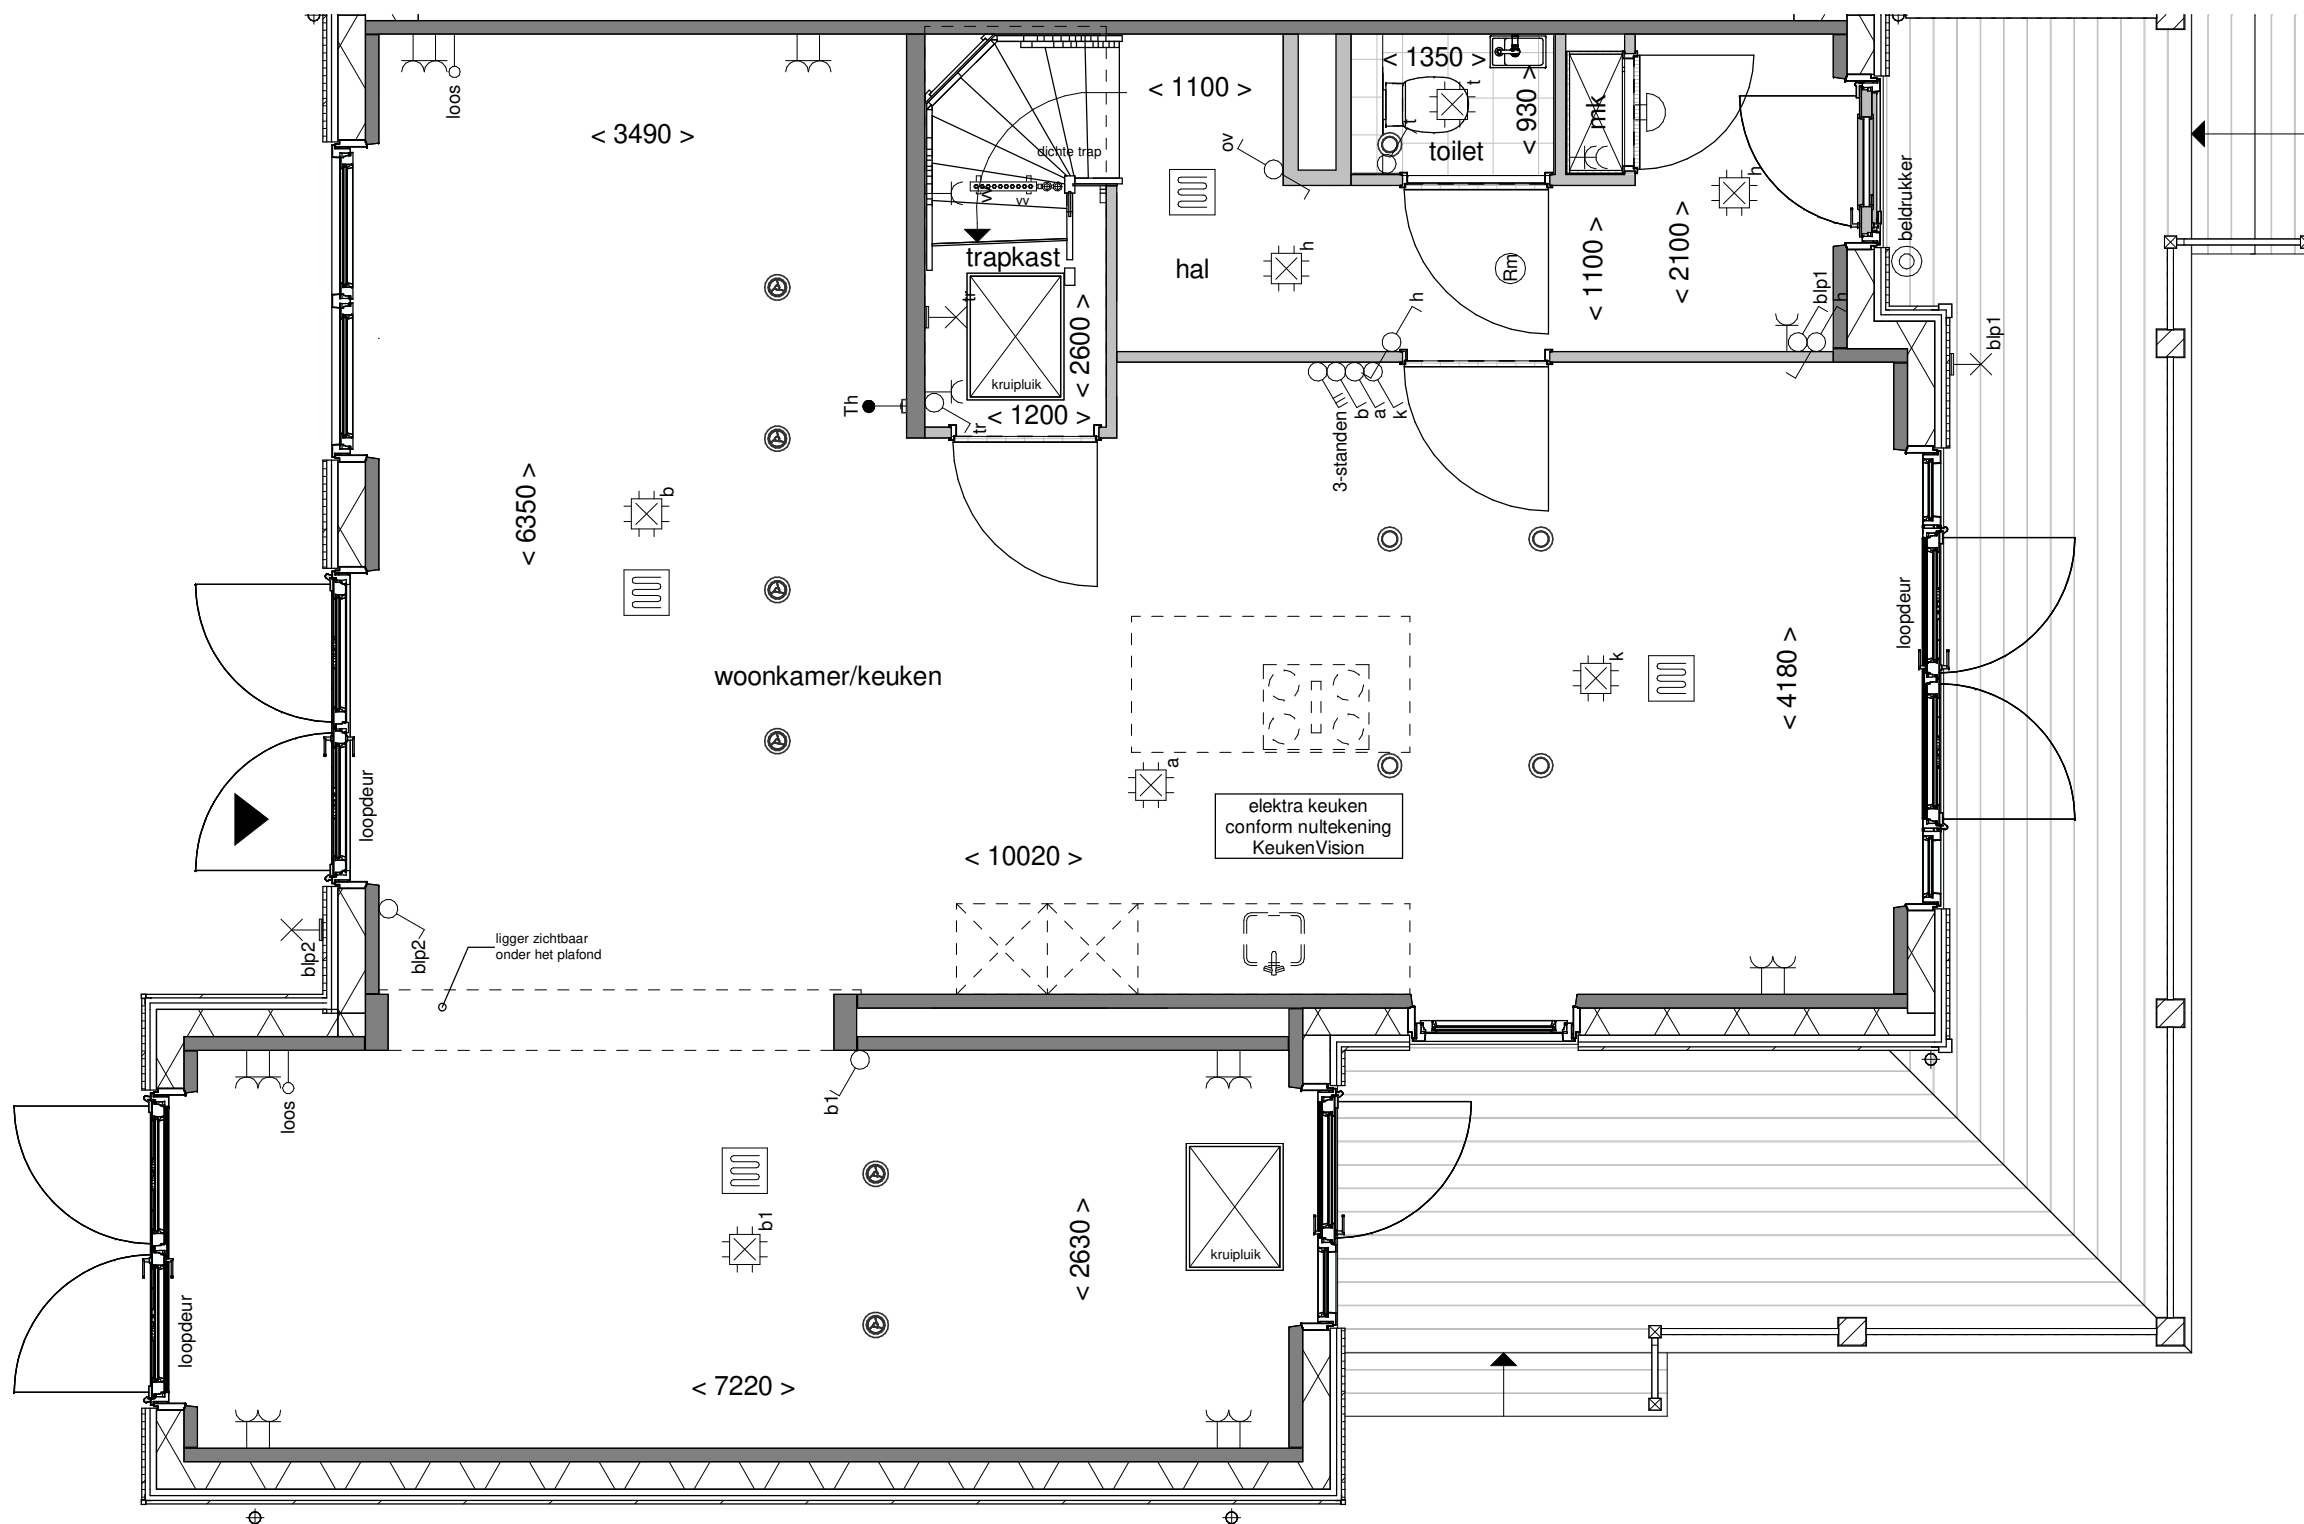 loos
< 3490 >
dichte trap
vv
trapkast
tr
kruipluik
< 2600 >
< 1200 >
tr
Th
< 1100 >
ov
hal
h
h
< 1350 >
t
t
< 930 >
toilet
mk
h
Rm
< 1100 >
< 2100 >
beldrukker
blp1
h
blp1
3-standen
b
a
k
< 6350 >
b
woonkamer/keuken
loopdeur
k
< 4180 >
loopdeur
a
elektra keuken
conform nultekening
KeukenVision
< 10020 >
blp2
blp2
ligger zichtbaar
onder het plafond
loos
b1
b1
< 2630 >
kruipluik
loopdeur
< 7220 >